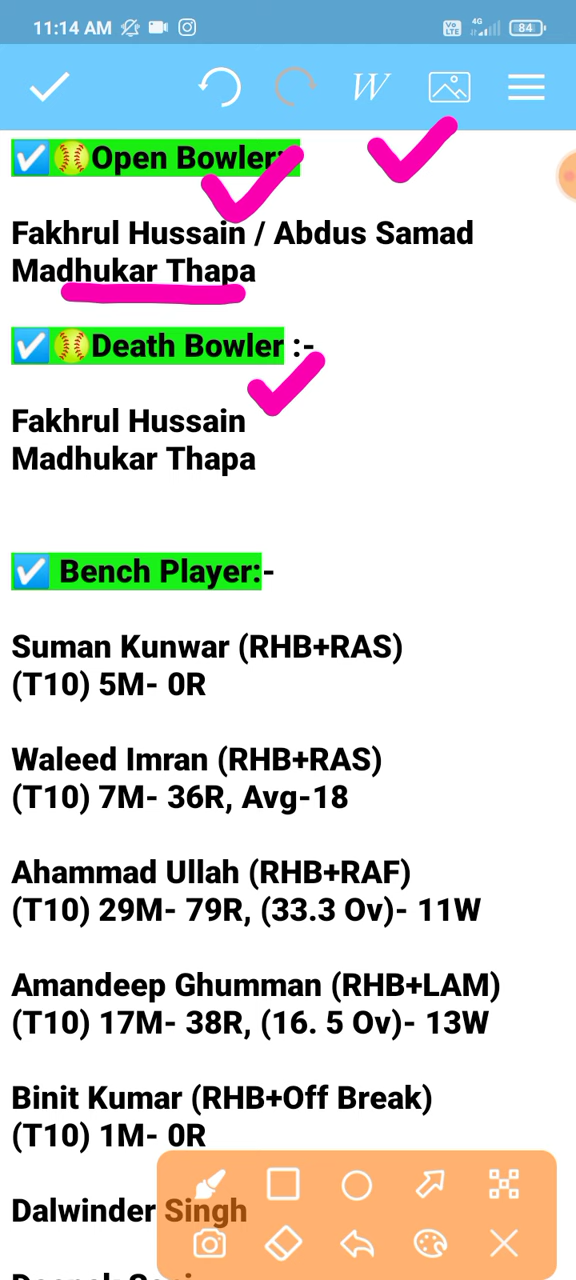 11:14 AM
Vo LTE 4G 84
W
Open Bowler:-
Fakhrul Hussain / Abdus Samad
Madhukar Thapa
Death Bowler :-
Fakhrul Hussain
Madhukar Thapa
Bench Player:-
Suman Kunwar (RHB+RAS)
(T10) 5M- 0R
Waleed Imran (RHB+RAS)
(T10) 7M- 36R, Avg-18
Ahammad Ullah (RHB+RAF)
(T10) 29M- 79R, (33.3 Ov)- 11W
Amandeep Ghumman (RHB+LAM)
(T10) 17M- 38R, (16. 5 Ov)- 13W
Binit Kumar (RHB+Off Break)
(T10) 1M- 0R
Dalwinder Singh